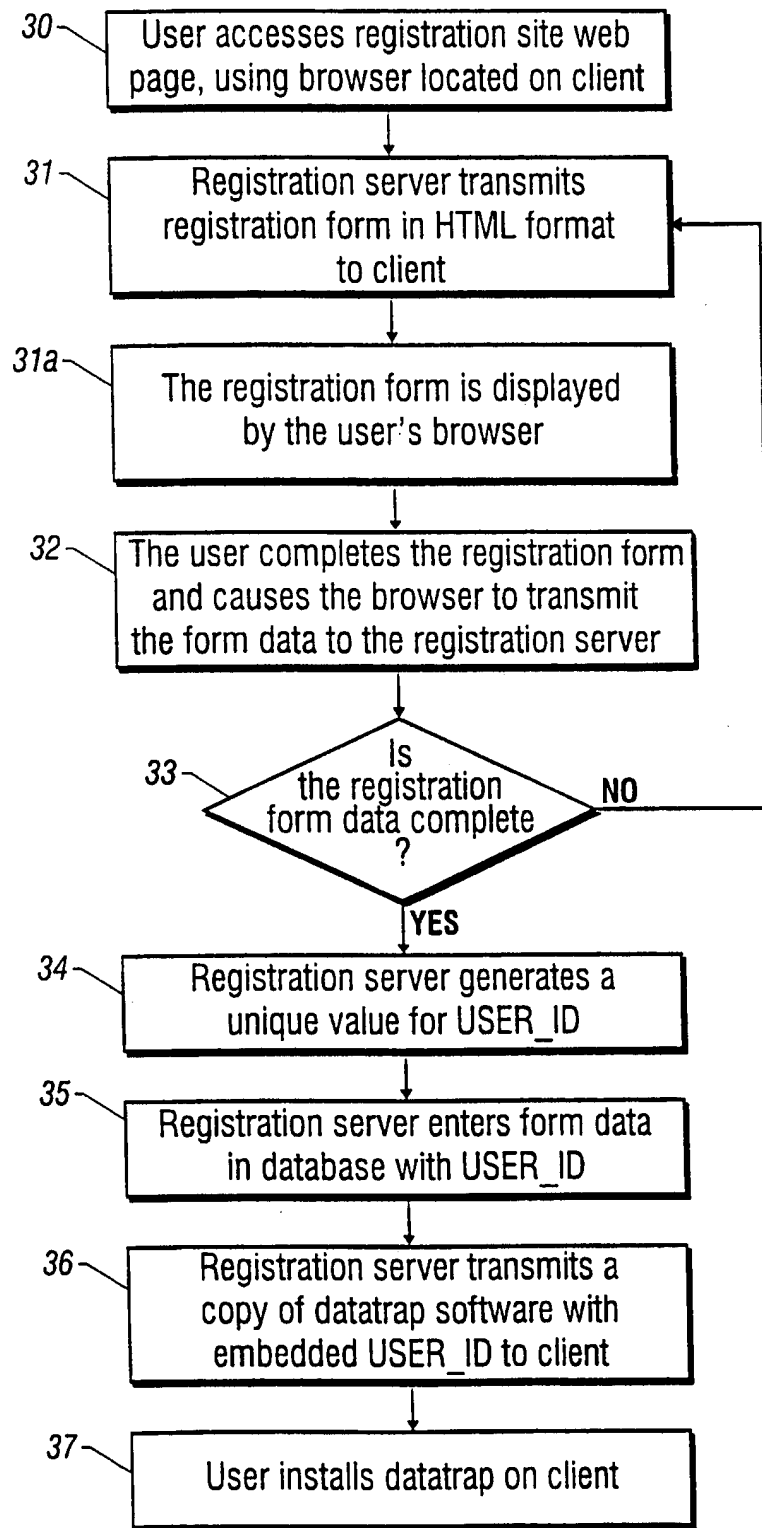 30
User accesses registration site web
page, using browser located on client
31
Registration server transmits
registration form in HTML format
to client
31a
The registration form is displayed
by the user's browser
32
The user completes the registration form
and causes the browser to transmit
the form data to the registration server
33
Is
the registration
form data complete
?
NO
YES
34
Registration server generates a
unique value for USER_ID
35
Registration server enters form data
in database with USER_ID
36
Registration server transmits a
copy of datatrap software with
embedded USER_ID to client
37
User installs datatrap on client